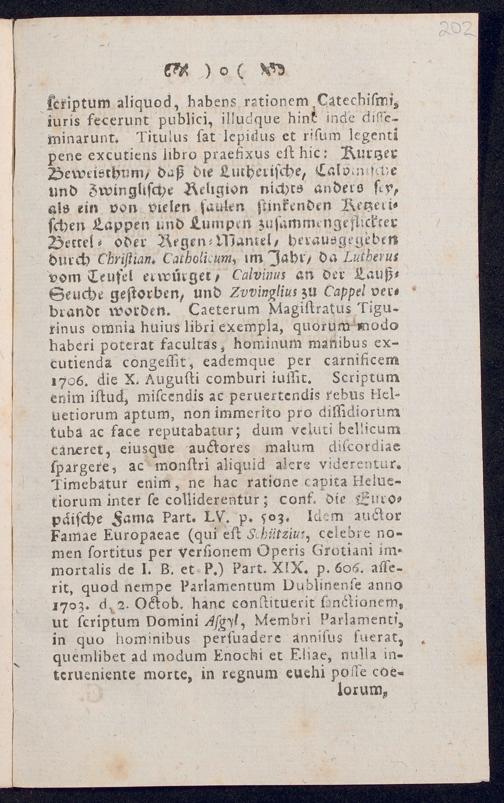 202
) o (
ſcriptum aliquod, habens rationem Catechiſmi,
iuris fecerunt publici, illudque hinc inde diſſe-
minarunt. Titulus ſat lepidus et riſum legenti
pene excutiens libro praefixus eſt hic: Kurtzer
Beweisthum, daß die Lutheriſche, Calviniſche
und Zwingliſche Religion nichts anders ſey,
als ein von vielen faulen ſtinkenden Ketzeri-
ſchen Lappen und Lumpen zuſammengeflickter
Bettel- oder Regen-Mantel, herausgegeben
durch Chriſtian. Catholicum, im Jahr, da Lutherus
vom Teufel erwürget, Calvinus an der Lauß-
Seuche geſtorben, und Zvvinglius zu Cappel ver-
brandt worden. Caeterum Magiſtratus Tigu-
rinus omnia huius libri exempla, quorum modo
haberi poterat facultas, hominum manibus ex-
cutienda congeſſit, eademque per carnificem
1706. die X. Auguſti comburi iuſſit. Scriptum
enim iſtud, miſcendis ac peruertendis rebus Hel-
uetiorum aptum, non immerito pro diſſidiorum
tuba ac face reputabatur; dum veluti bellicum
caneret, eiusque auctores malum diſcordiae
ſpargere, ac monſtri aliquid alere viderentur.
Timebatur enim, ne hac ratione capita Helue-
tiorum inter ſe colliderentur; conf. die Euro-
päiſche Fama Part. LV. p. 503. Idem auctor
Famae Europaeae (qui eſt Schützius, celebre no-
men ſortitus per verſionem Operis Grotiani im-
mortalis de I. B. et P.) Part. XIX. p. 606. aſſe-
rit, quod nempe Parlamentum Dublinenſe anno
1703. d. 2. Octob. hanc conſtituerit ſanctionem,
ut ſcriptum Domini Aſgyl, Membri Parlamenti,
in quo hominibus perſuadere anniſus fuerat,
quemlibet ad modum Enochi et Eliae, nulla in-
terueniente morte, in regnum euehi poſſe coe-
lorum,